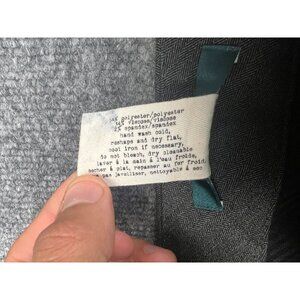 polyester/polyester
viscose/viscose
spandex/spandex
hand wash cold,
reshape and dry flat,
cool iron if necessary,
do not bleach, dry cleanable
laver à la main à l'eau froide,
sécher à plat, repasser au fer froid,
pas javelliser, nettoyable à sec